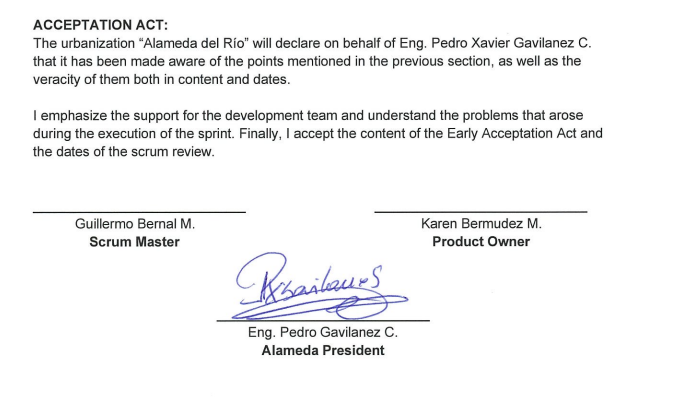 ACCEPTATION ACT:
The urbanization “Alameda del Río” will declare on behalf of Eng. Pedro Xavier Gavilanez C.
that it has been made aware of the points mentioned in the previous section, as well as the
veracity of them both in content and dates.
I emphasize the support for the development team and understand the problems that arose
during the execution of the sprint. Finally, I accept the content of the Early Acceptation Act and
the dates of the scrum review.
Guillermo Bernal M.
Scrum Master
Karen Bermudez M.
Product Owner
Eng. Pedro Gavilanez C.
Alameda President